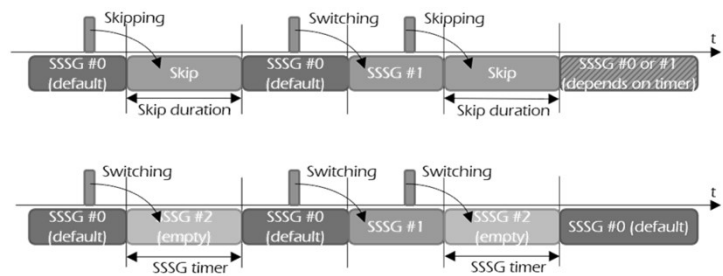 Skipping
Switching
Skipping
t
SSSG #0
(default)
Skip
SSSG #0
(default)
SSSG #1
Skip
SSSG #0 or #1
(depends on timer)
Skip duration
Skip duration
Switching
Switching
Switching
t
SSSG #0
(default)
SSSG #2
(empty)
SSSG #0
(default)
SSSG #1
SSSG #2
(empty)
SSSG #0 (default)
SSSG timer
SSSG timer